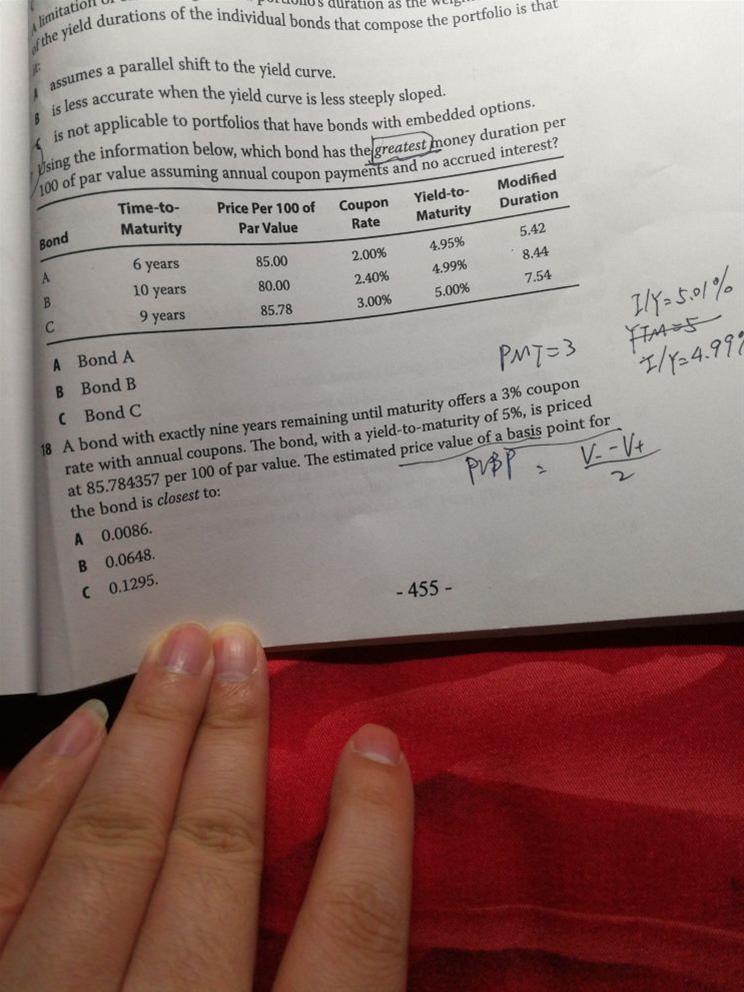 A limitation
duration as the
of the yield durations of the individual bonds that compose the portfolio is that
it:
A assumes a parallel shift to the yield curve.
B is less accurate when the yield curve is less steeply sloped.
C is not applicable to portfolios that have bonds with embedded options.
Using the information below, which bond has the greatest money duration per
100 of par value assuming annual coupon payments and no accrued interest?
Bond Time-to-Maturity Price Per 100 of Par Value Coupon Rate Yield-to-Maturity Modified Duration
A 6 years 85.00 2.00% 4.95% 5.42
B 10 years 80.00 2.40% 4.99% 8.44
C 9 years 85.78 3.00% 5.00% 7.54
A Bond A
B Bond B
C Bond C
PMT=3
I/Y=5.01%
YTM=5
I/Y=4.99%
18 A bond with exactly nine years remaining until maturity offers a 3% coupon
rate with annual coupons. The bond, with a yield-to-maturity of 5%, is priced
at 85.784357 per 100 of par value. The estimated price value of a basis point for
the bond is closest to:
PVBP = V- - V+
2
A 0.0086.
B 0.0648.
C 0.1295.
- 455 -